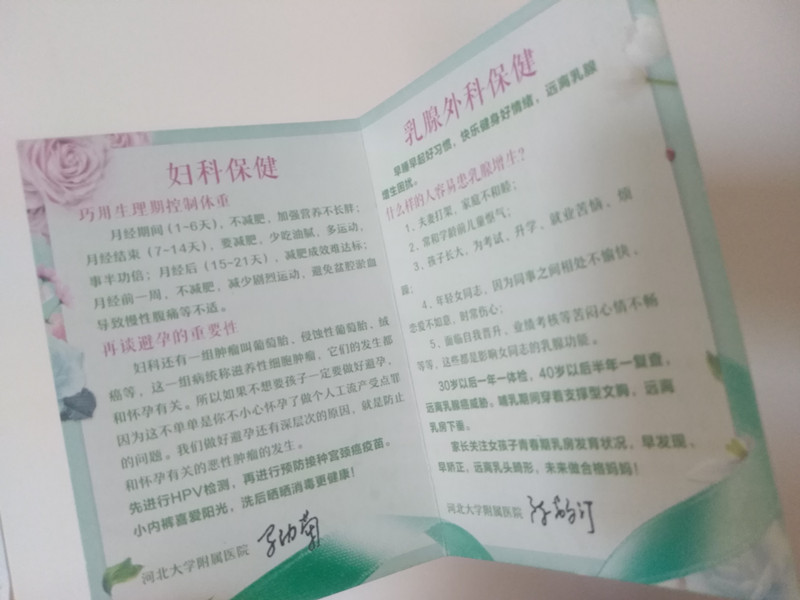 妇科保健
巧用生理期控制体重
月经期间（1~6天），不减肥，加强营养不长胖；
月经结束（7~14天），要减肥，少吃油腻，多运动，
事半功倍；月经后（15~21天），减肥成效难达标；
月经前一周，不减肥，减少剧烈运动，避免盆腔淤血
导致慢性腹痛等不适。
再谈避孕的重要性
妇科还有一组肿瘤叫葡萄胎、侵蚀性葡萄胎、绒
癌等，这一组病统称滋养性细胞肿瘤，它们的发生都
和怀孕有关。所以如果不想要孩子一定要做好避孕，
因为这不单单是你不小心怀孕了做个人工流产受点罪
的问题。我们做好避孕还有深层次的原因，就是防止
和怀孕有关的恶性肿瘤的发生。
先进行HPV检测，再进行预防接种宫颈癌疫苗。
小内裤喜爱阳光，洗后晒晒消毒更健康！
河北大学附属医院
乳腺外科保健
早睡早起好习惯，快乐健身好情绪，远离乳腺
增生困扰。
什么样的人容易患乳腺增生？
1、夫妻打架，家庭不和睦；
2、常和学龄前儿童怄气；
3、孩子长大，为考试、升学、就业苦恼、烦
躁；
4、年轻女同志，因为同事之间相处不愉快，
恋爱不如意，时常伤心；
5、面临自我晋升、业绩考核等苦闷心情不畅
等等，这些都是影响女同志的乳腺功能。
30岁以后一年一体检，40岁以后半年一复查，
远离乳腺癌威胁。哺乳期间穿着支撑型文胸，远离
乳房下垂。
家长关注女孩子青春期乳房发育状况，早发现、
早矫正，远离乳头畸形，未来做合格妈妈！
河北大学附属医院